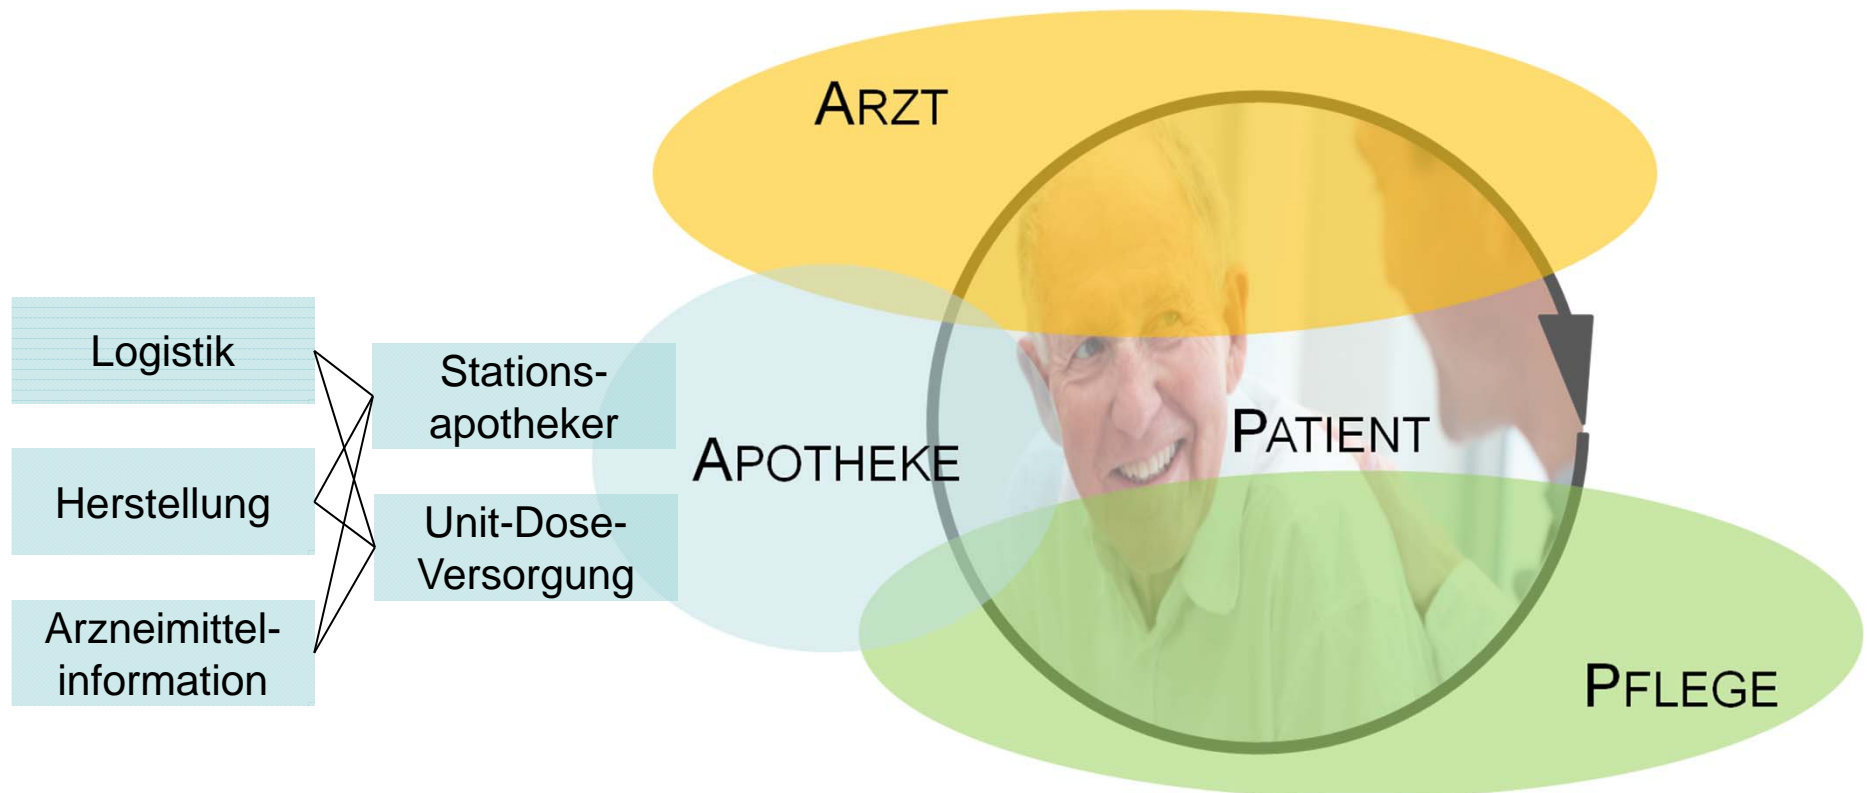 ARZT
Logistik
Stations-
apotheker
Herstellung
Unit-Dose-
Versorgung
Arzneimittel-
information
APOTHEKE
PATIENT
PFLEGE